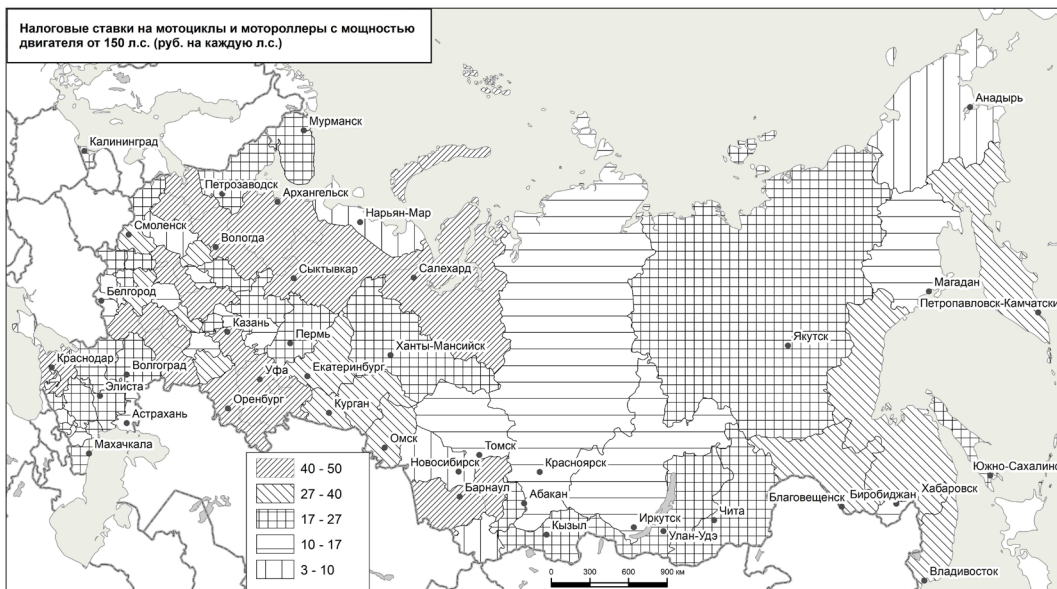 Налоговые ставки на мотоциклы и мотороллеры с мощностью
двигателя от 150 л.с. (руб. на каждую л.с.)
Анадырь
Мурманск
Калининград
Петрозаводск
Архангельск
Нарьян-Мар
Смоленск
Вологда
Сыктывкар
Салехард
Магадан
Белгород
Петропавловск-Камчатски
Казань
Пермь
Якутск
Ханты-Мансийск
Краснодар
Волгоград
Уфа
Екатеринбург
Элиста
Оренбург
Курган
Астрахань
Омск
Махачкала
Томск
Новосибирск
Красноярск
Южно-Сахалинс
Барнаул
Абакан
Благовещенск
Биробиджан
Хабаровск
Иркутск
Чита
Кызыл
Улан-Удэ
Владивосток
40 - 50
27 - 40
17 - 27
10 - 17
3 - 10
0 300 600 900 км